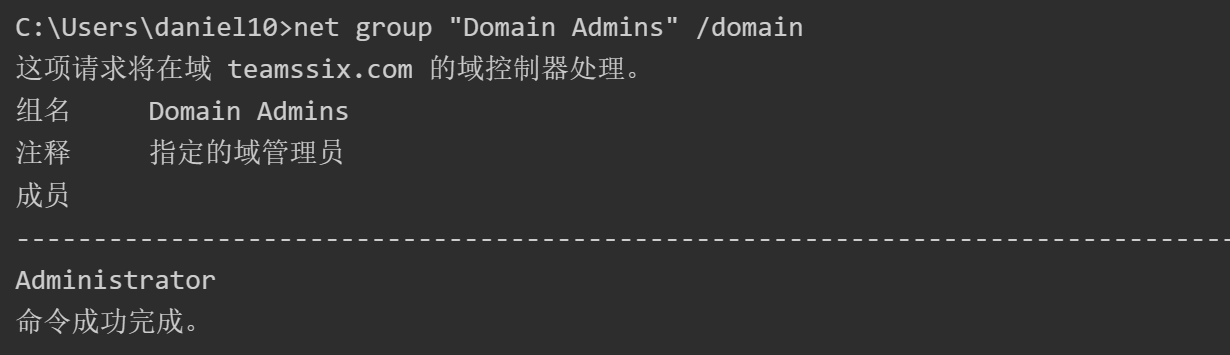 C:\Users\daniel10>net group "Domain Admins" /domain
这项请求将在域 teamssix.com 的域控制器处理。
组名     Domain Admins
注释     指定的域管理员
成员
-------------------------------------------------------------------------------
Administrator
命令成功完成。